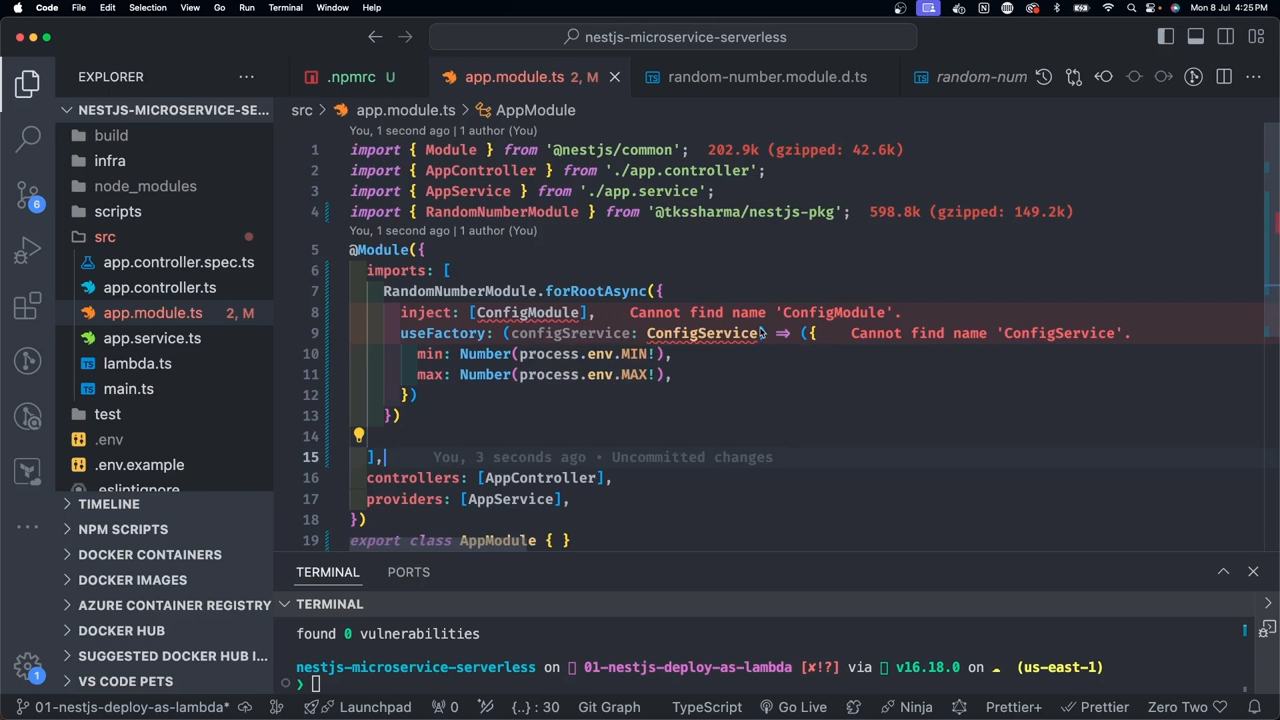 Code File Edit Selection View Go Run Terminal Window Help Mon 8 Jul 4:25 PM
nestjs-microservice-serverless
EXPLORER
.npmrc U
app.module.ts 2, M
random-number.module.d.ts
random-num
NESTJS-MICROSERVICE-SE...
build
infra
node_modules
scripts
src
app.controller.spec.ts
app.controller.ts
app.module.ts 2, M
app.service.ts
lambda.ts
main.ts
test
.env
.env.example
.eslintignore
TIMELINE
NPM SCRIPTS
DOCKER CONTAINERS
DOCKER IMAGES
AZURE CONTAINER REGISTRY
DOCKER HUB
SUGGESTED DOCKER HUB I...
VS CODE PETS
6
1
src > app.module.ts > AppModule
You, 1 second ago | 1 author (You)
1 import { Module } from '@nestjs/common'; 202.9k (gzipped: 42.6k)
2 import { AppController } from './app.controller';
3 import { AppService } from './app.service';
4 import { RandomNumberModule } from '@tkssharma/nestjs-pkg'; 598.8k (gzipped: 149.2k)
You, 1 second ago | 1 author (You)
5 @Module({
6 imports: [
7 RandomNumberModule.forRootAsync({
8 inject: [ConfigModule], Cannot find name 'ConfigModule'.
9 useFactory: (configSrervice: ConfigService) => ({ Cannot find name 'ConfigService'.
10 min: Number(process.env.MIN!),
11 max: Number(process.env.MAX!),
12 })
13 })
14
15 ], You, 3 seconds ago • Uncommitted changes
16 controllers: [AppController],
17 providers: [AppService],
18 })
19 export class AppModule { }
TERMINAL PORTS
TERMINAL
found 0 vulnerabilities
nestjs-microservice-serverless on 01-nestjs-deploy-as-lambda [✘!?] via v16.18.0 on (us-east-1)
❯
01-nestjs-deploy-as-lambda* Launchpad 0 {..} : 30 Git Graph TypeScript Go Live Ninja Prettier+ Prettier Zero Two